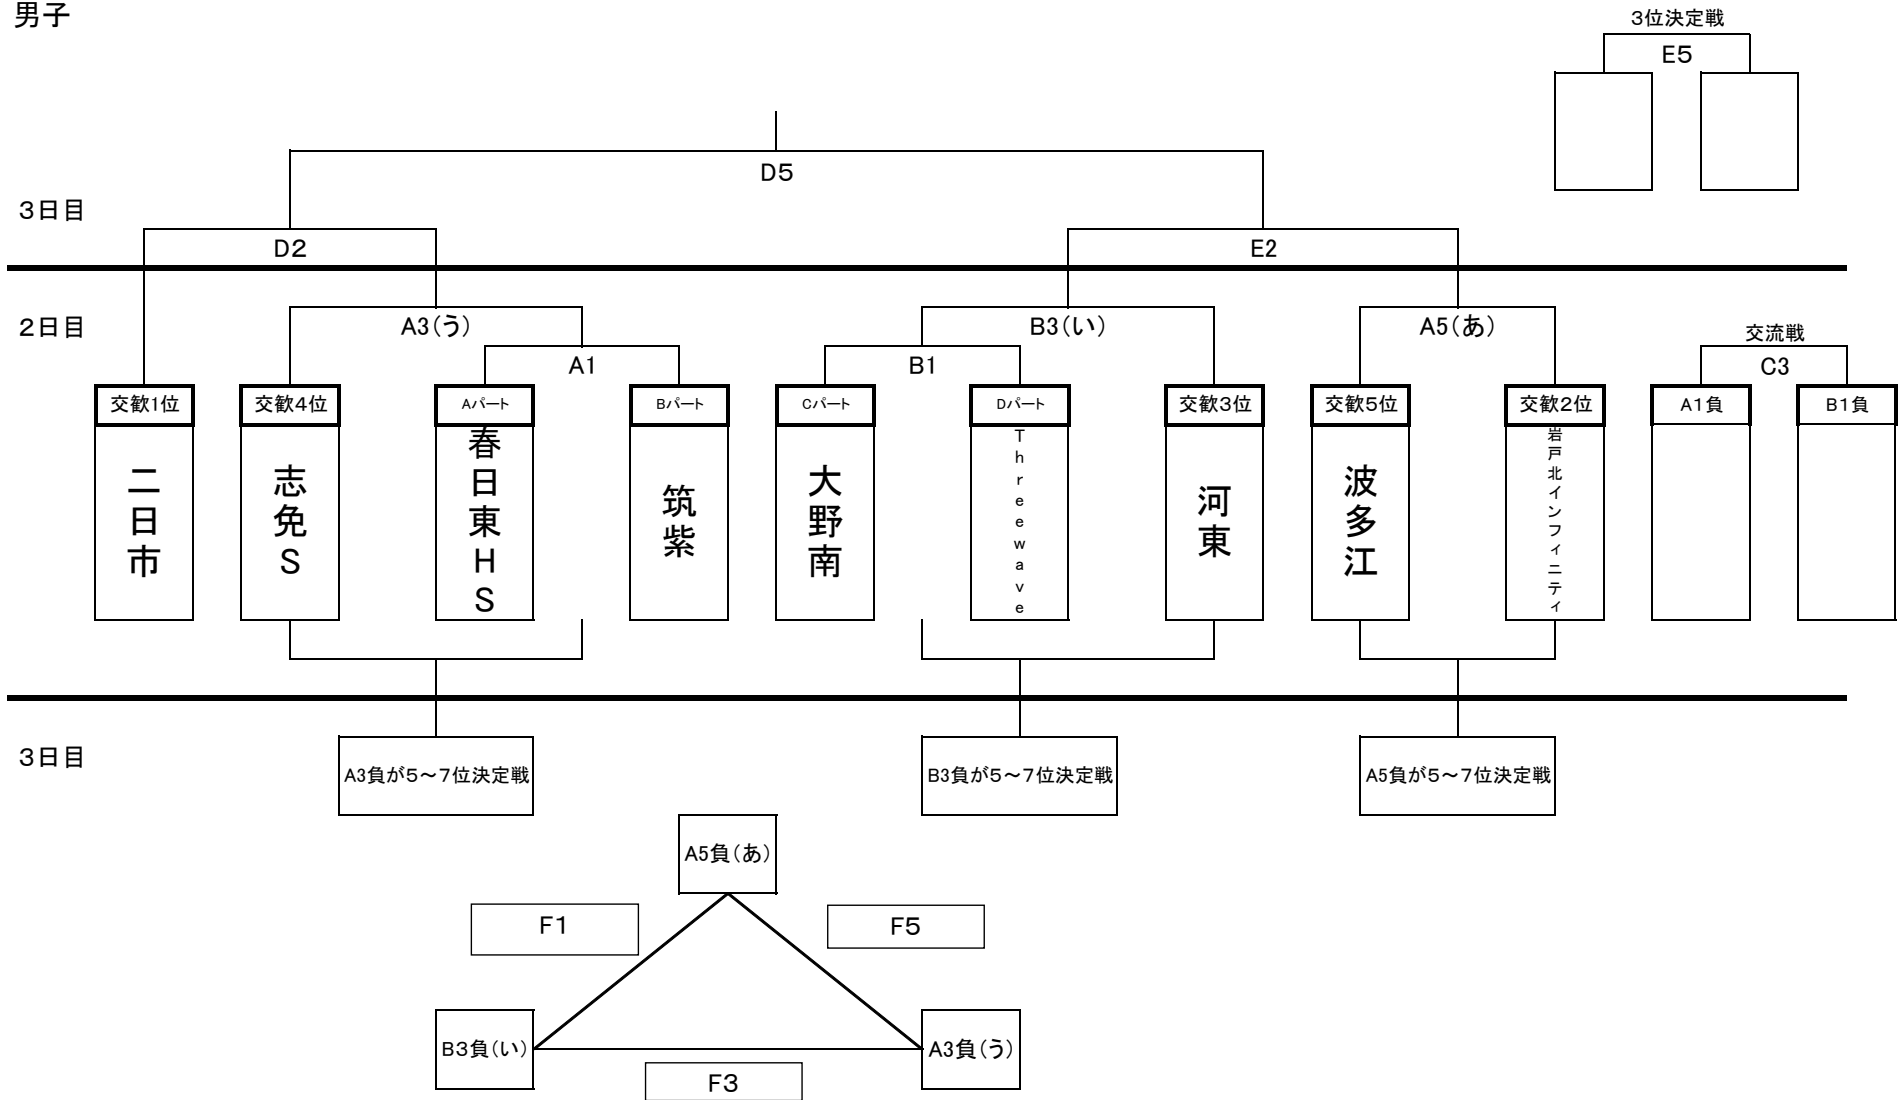 男子
3位決定戦
E5
D5
3日目
D2
E2
2日目
A3(う)
B3(い)
A5(あ)
交流戦
A1
B1
C3
交歓1位
交歓4位
Aパート
Bパート
Cパート
Dパート
交歓3位
交歓5位
交歓2位
A1負
B1負
二日市
志免S
春日東HS
筑紫
大野南
Threewave
河東
波多江
岩戸北インフィニティ
3日目
A3負が5～7位決定戦
B3負が5～7位決定戦
A5負が5～7位決定戦
A5負(あ)
F1
F5
B3負(い)
A3負(う)
F3